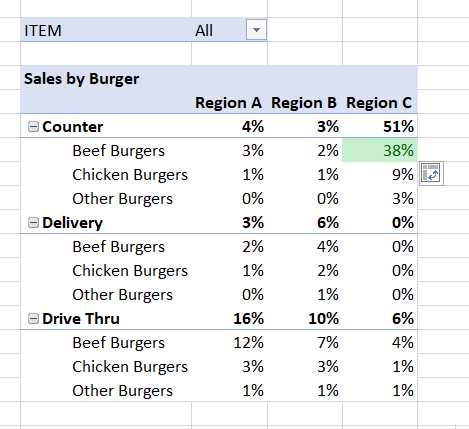 ITEM All
Sales by Burger
Region A Region B Region C
Counter 4% 3% 51%
Beef Burgers 3% 2% 38%
Chicken Burgers 1% 1% 9%
Other Burgers 0% 0% 3%
Delivery 3% 6% 0%
Beef Burgers 2% 4% 0%
Chicken Burgers 1% 2% 0%
Other Burgers 0% 1% 0%
Drive Thru 16% 10% 6%
Beef Burgers 12% 7% 4%
Chicken Burgers 3% 3% 1%
Other Burgers 1% 1% 1%